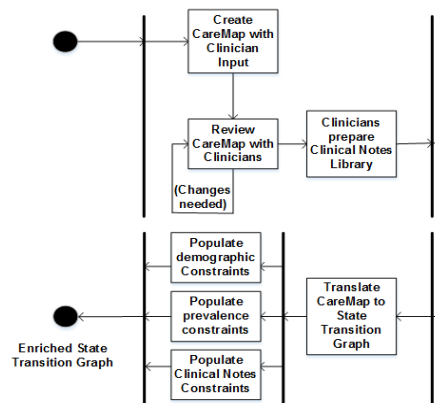 Create
CareMap with
Clinician
Input
Review
CareMap with
Clinicians
(Changes
needed)
Clinicians
prepare
Clinical Notes
Library
Populate
demographic
Constraints
Populate
prevalence
constraints
Populate
Clinical Notes
Constraints
Translate
CareMap to
State
Transition
Graph
Enriched State
Transition Graph